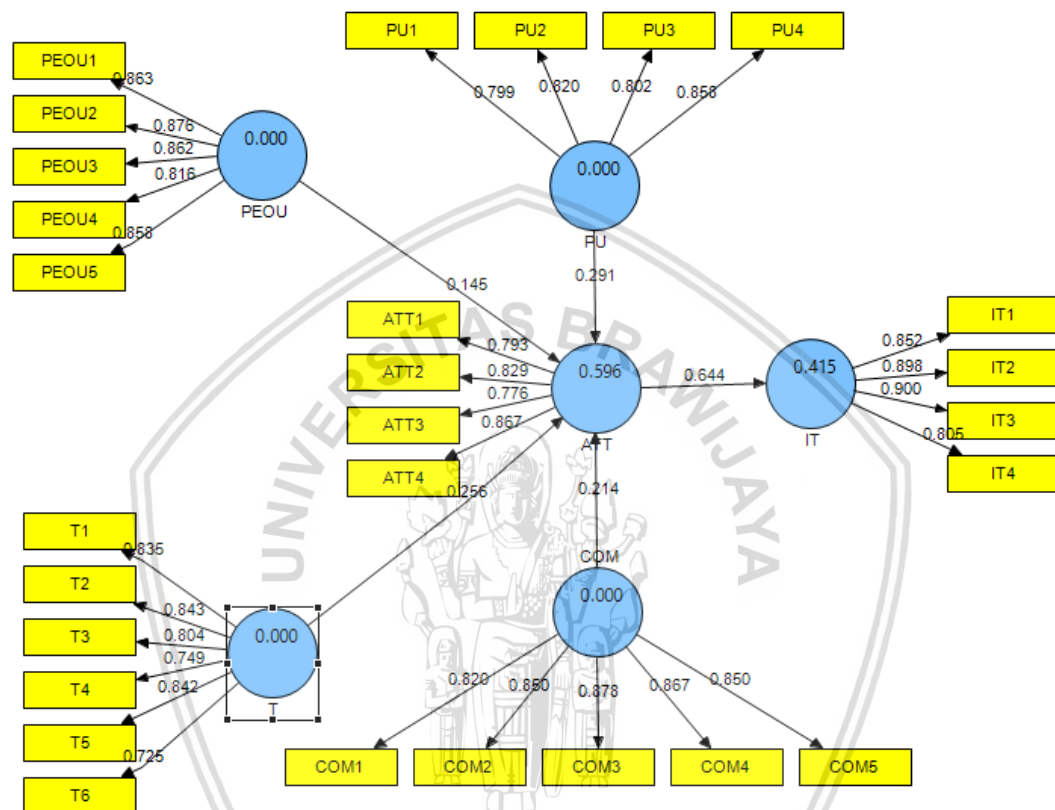 PEOU1
PEOU2
PEOU3
PEOU4
PEOU5
0.863
0.876
0.862
0.816
0.858
0.000
PEOU
PU1
PU2
PU3
PU4
0.799
0.820
0.802
0.858
0.000
PU
0.145
0.291
ATT1
ATT2
ATT3
ATT4
0.793
0.829
0.776
0.867
0.596
ATT
0.644
0.415
IT
IT1
IT2
IT3
IT4
0.852
0.898
0.900
0.805
0.256
0.214
T1
T2
T3
T4
T5
T6
0.835
0.843
0.804
0.749
0.842
0.725
0.000
T
COM
0.000
0.820
0.850
0.878
0.867
0.850
COM1
COM2
COM3
COM4
COM5
UNIVERSITAS BRAWIJAYA